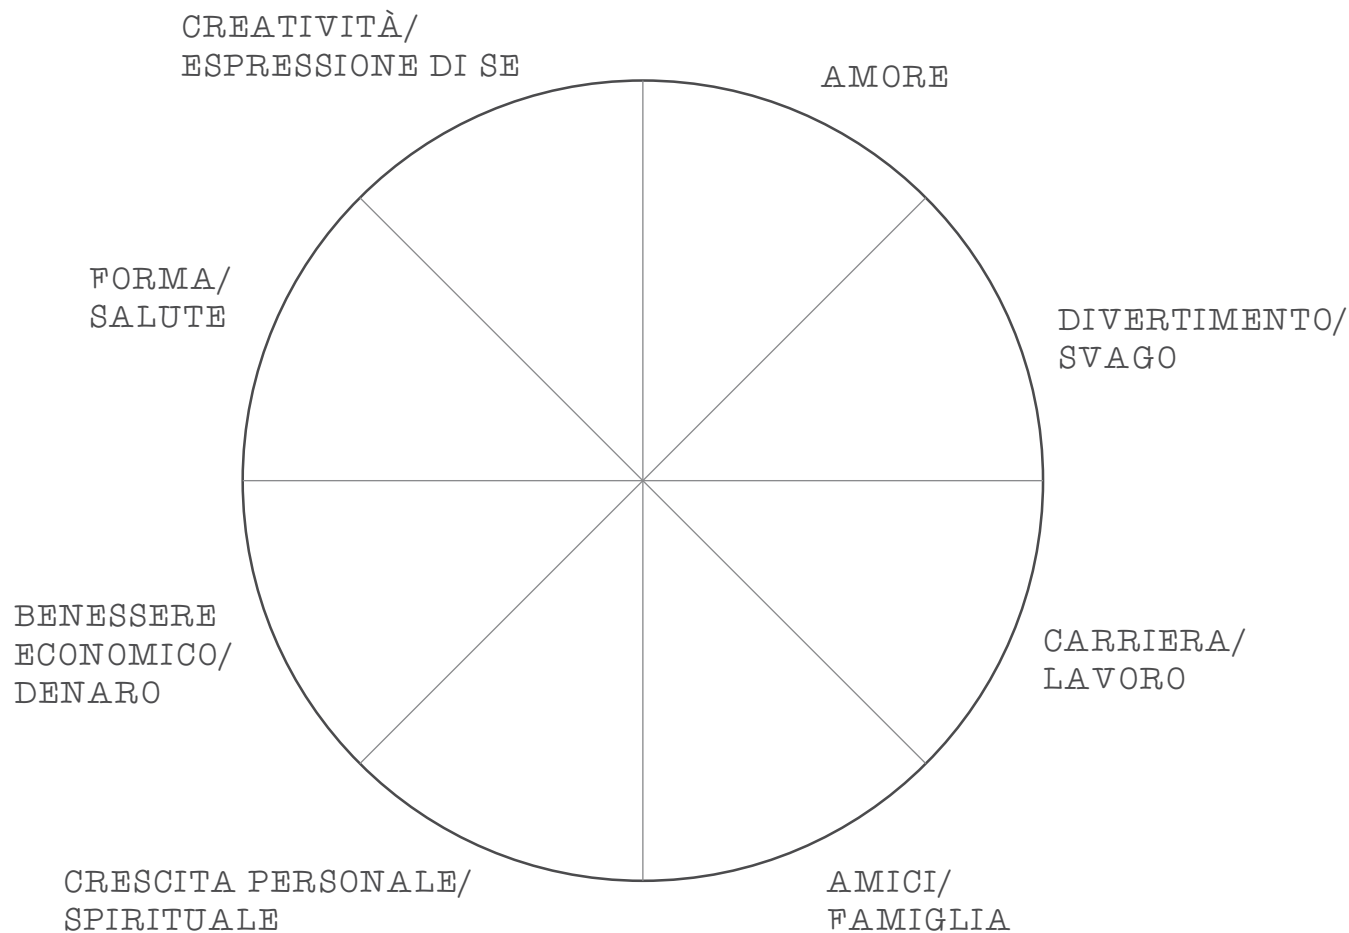 CREATIVITÀ/
ESPRESSIONE DI SE
AMORE
FORMA/
SALUTE
DIVERTIMENTO/
SVAGO
BENESSERE
ECONOMICO/
DENARO
CARRIERA/
LAVORO
CRESCITA PERSONALE/
SPIRITUALE
AMICI/
FAMIGLIA